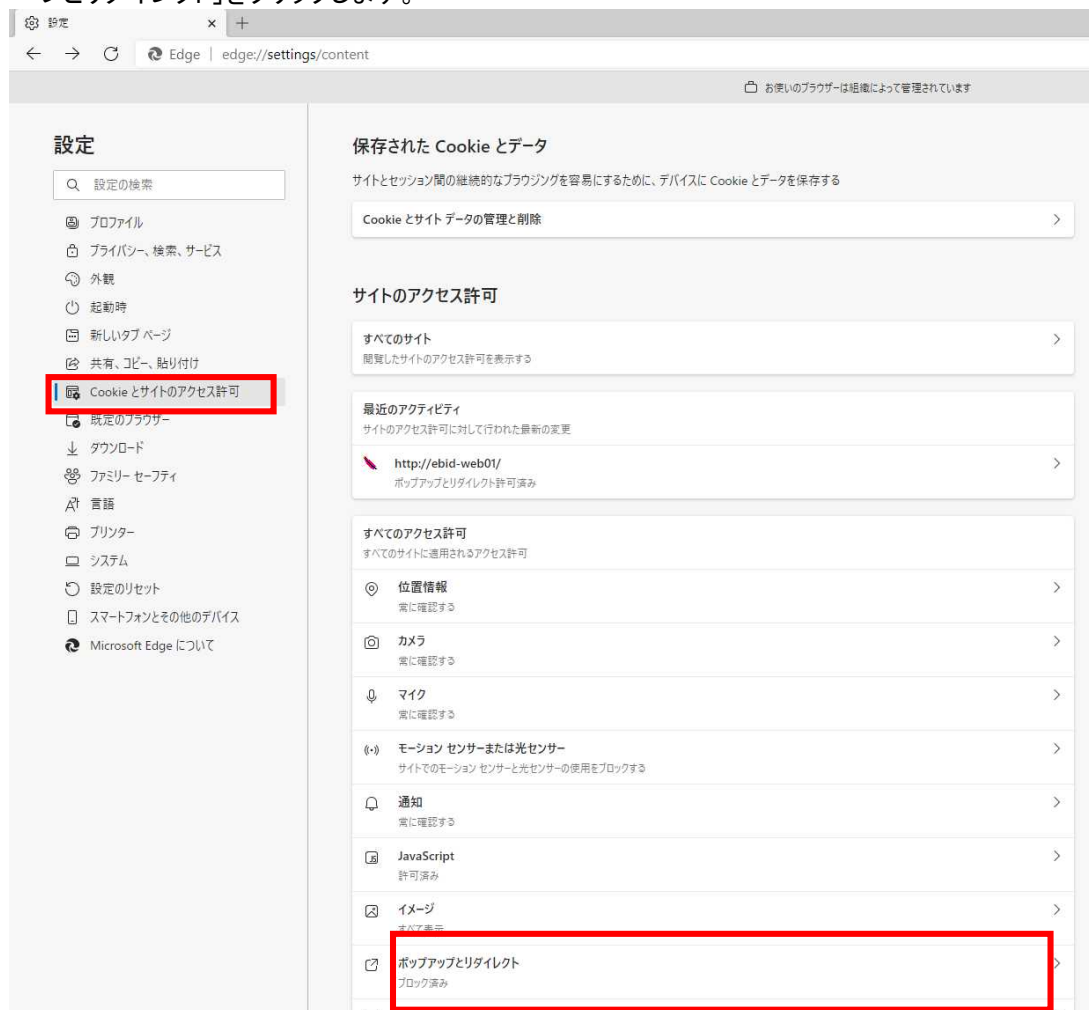 設定
Edge | edge://settings/content
お使いのブラウザーは組織によって管理されています
設定
設定の検索
プロファイル
プライバシー、検索、サービス
外観
起動時
新しいタブ ページ
共有、コピー、貼り付け
Cookie とサイトのアクセス許可
既定のブラウザー
ダウンロード
ファミリー セーフティ
言語
プリンター
システム
設定のリセット
スマートフォンとその他のデバイス
Microsoft Edge について
保存された Cookie とデータ
サイトとセッション間の継続的なブラウジングを容易にするために、デバイスに Cookie とデータを保存する
Cookie とサイト データの管理と削除
サイトのアクセス許可
すべてのサイト
閲覧したサイトのアクセス許可を表示する
最近のアクティビティ
サイトのアクセス許可に対して行われた最新の変更
http://ebid-web01/
ポップアップとリダイレクト許可済み
すべてのアクセス許可
すべてのサイトに適用されるアクセス許可
位置情報
常に確認する
カメラ
常に確認する
マイク
常に確認する
モーション センサーまたは光センサー
サイトでのモーション センサーと光センサーの使用をブロックする
通知
常に確認する
JavaScript
許可済み
イメージ
すべて表示
ポップアップとリダイレクト
ブロック済み